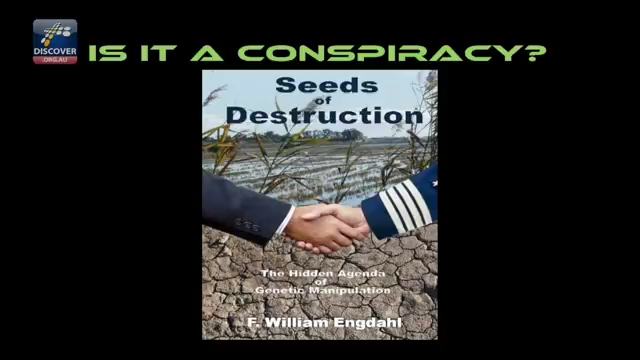 DISCOVER
.ORG.AU
IS IT A CONSPIRACY?
Seeds
of
Destruction
The Hidden Agenda
of
Genetic Manipulation
F. William Engdahl